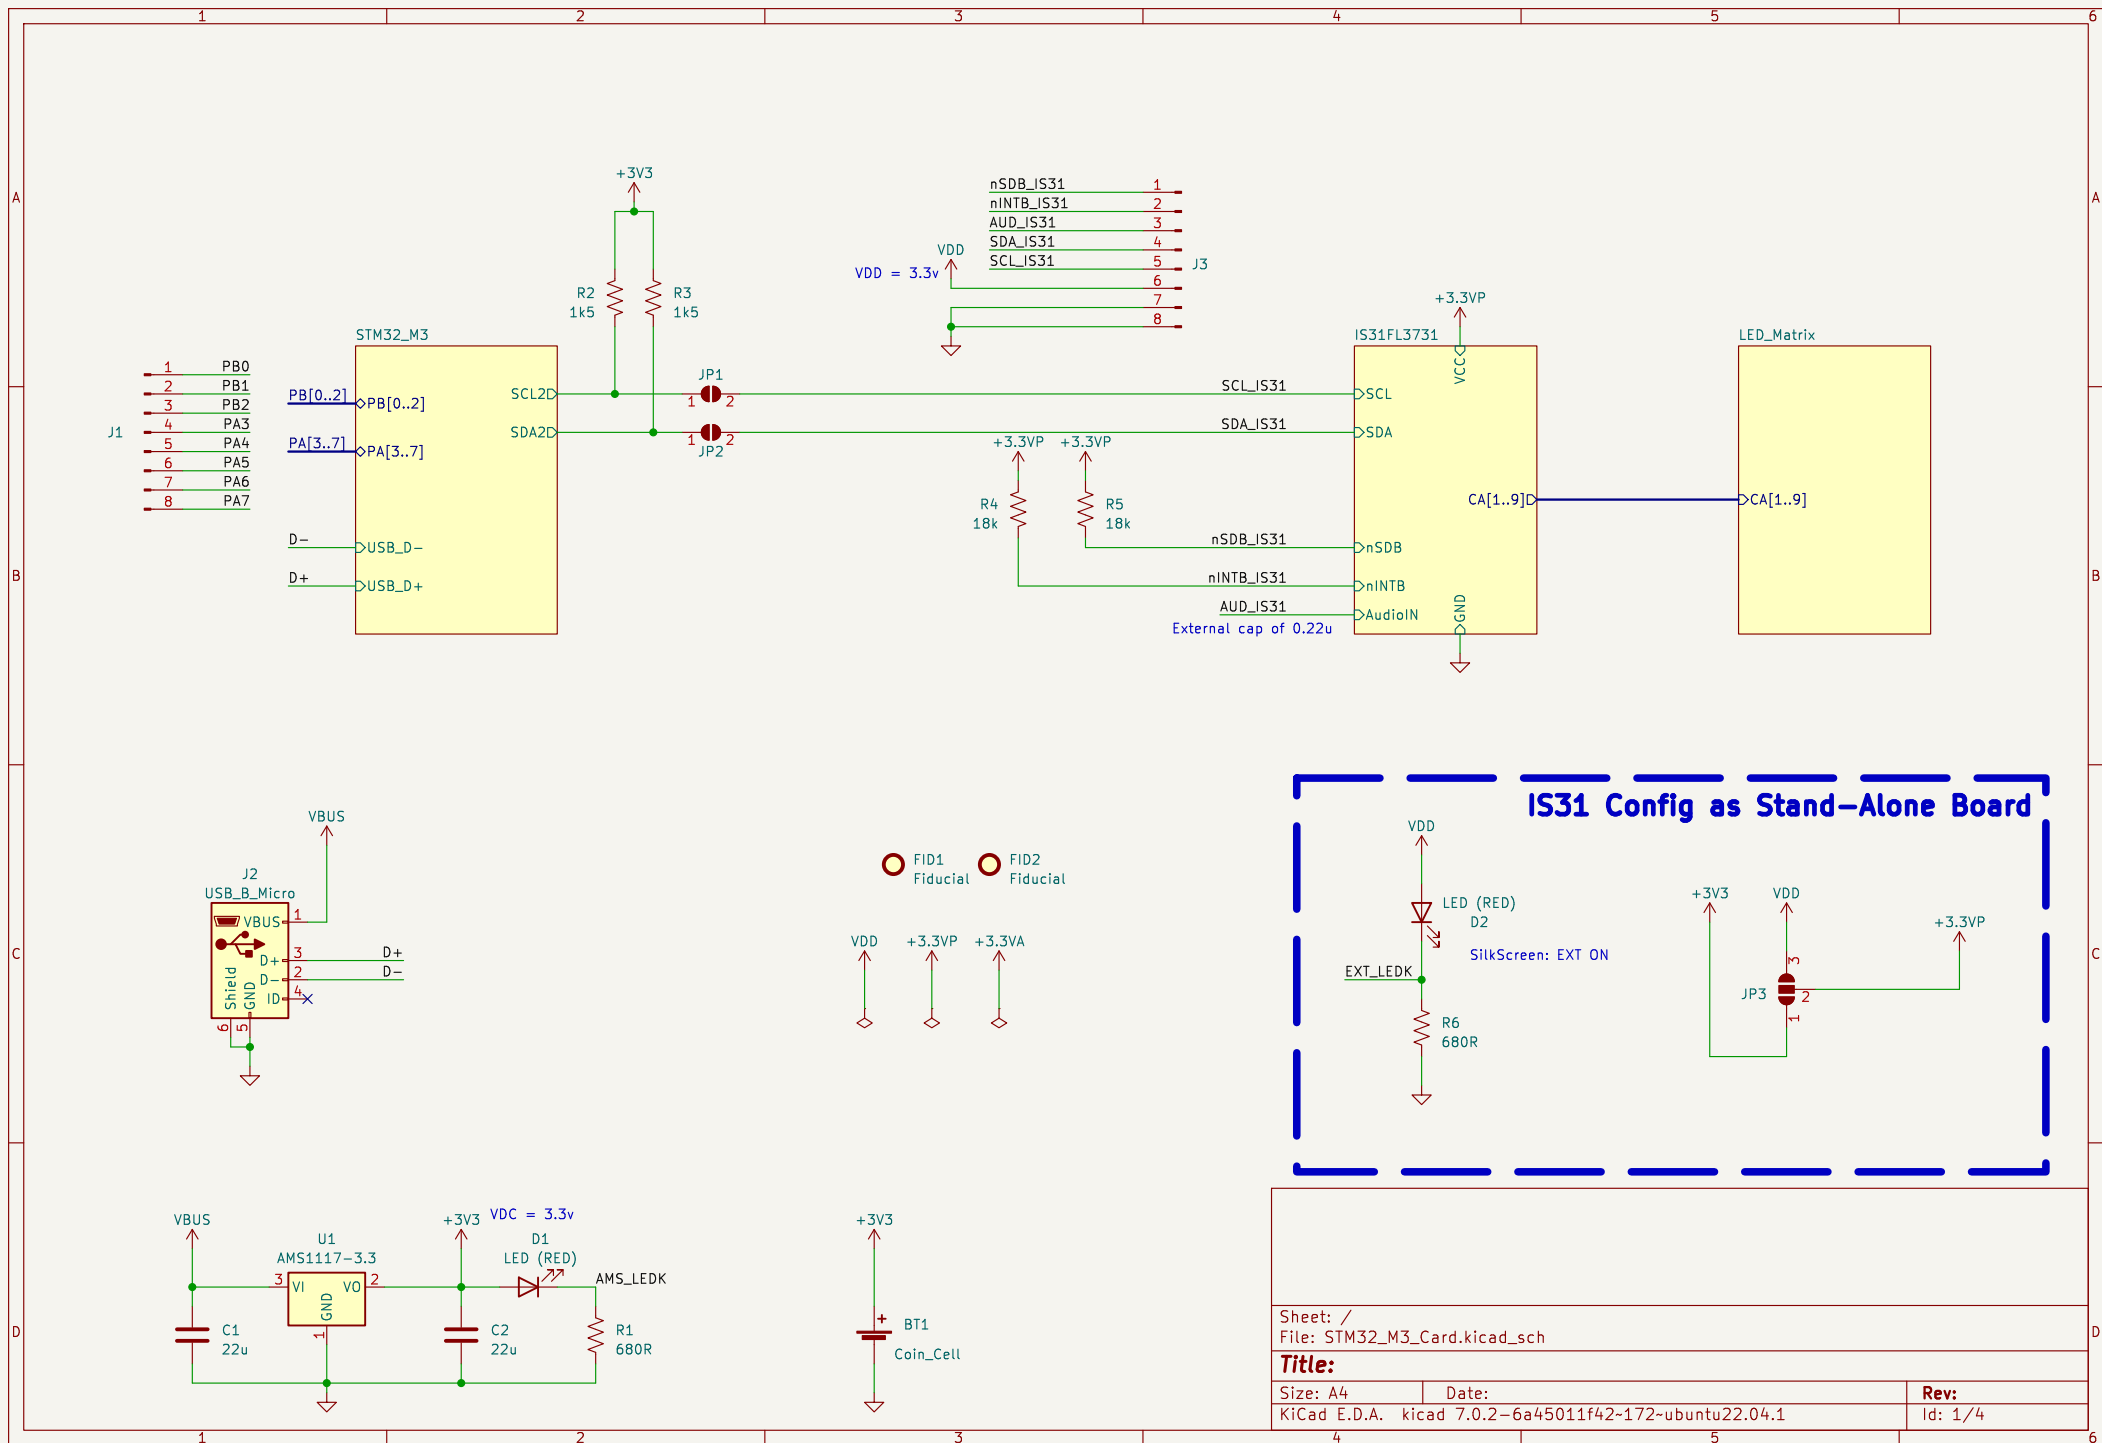 1 2 3 4 5 6
A A
B B
C C
D D
+3V3
R2
1k5
R3
1k5
STM32_M3
PB[0..2]
PA[3..7]
PB[0..2]
PA[3..7]
SCL2
SDA2
USB_D-
USB_D+
D-
D+
J1
1 PB0
2 PB1
3 PB2
4 PA3
5 PA4
6 PA5
7 PA6
8 PA7
JP1
1 2
1 2
JP2
nSDB_IS31 1
nINTB_IS31 2
AUD_IS31 3
SDA_IS31 4
SCL_IS31 5
6
7
8
J3
VDD
VDD = 3.3v
+3.3VP
IS31FL3731
VCC
SCL_IS31
SCL
SDA_IS31
SDA
+3.3VP +3.3VP
R4
18k
R5
18k
CA[1..9]
nSDB_IS31
nSDB
nINTB_IS31
nINTB
AUD_IS31
AudioIN
External cap of 0.22u
GND
LED_Matrix
CA[1..9]
VBUS
J2
USB_B_Micro
VBUS 1
D+ 3
D- 2
ID 4
Shield
GND
6 5
D+
D-
FID1
Fiducial
FID2
Fiducial
VDD +3.3VP +3.3VA
IS31 Config as Stand-Alone Board
VDD
LED (RED)
D2
SilkScreen: EXT ON
EXT_LEDK
R6
680R
+3V3
VDD
+3.3VP
JP3
3
2
1
VBUS
U1
AMS1117-3.3
3 VI
VO 2
GND
1
C1
22u
+3V3
VDC = 3.3v
D1
LED (RED)
AMS_LEDK
C2
22u
R1
680R
+3V3
+
BT1
Coin_Cell
Sheet: /
File: STM32_M3_Card.kicad_sch
Title:
Size: A4 Date: Rev:
KiCad E.D.A. kicad 7.0.2-6a45011f42~172~ubuntu22.04.1 Id: 1/4
1 2 3 4 5 6